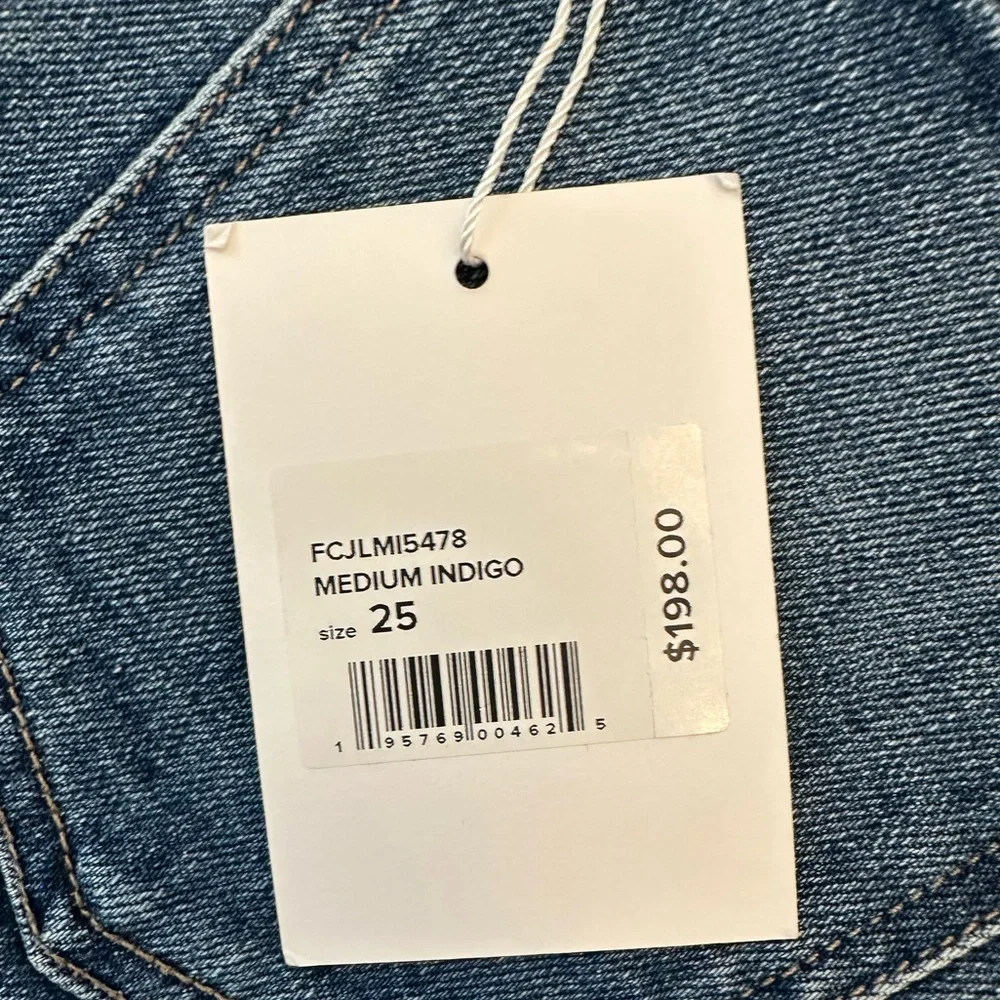 FCJLMI5478
MEDIUM INDIGO
size 25
1 95769 00462 5
$198.00